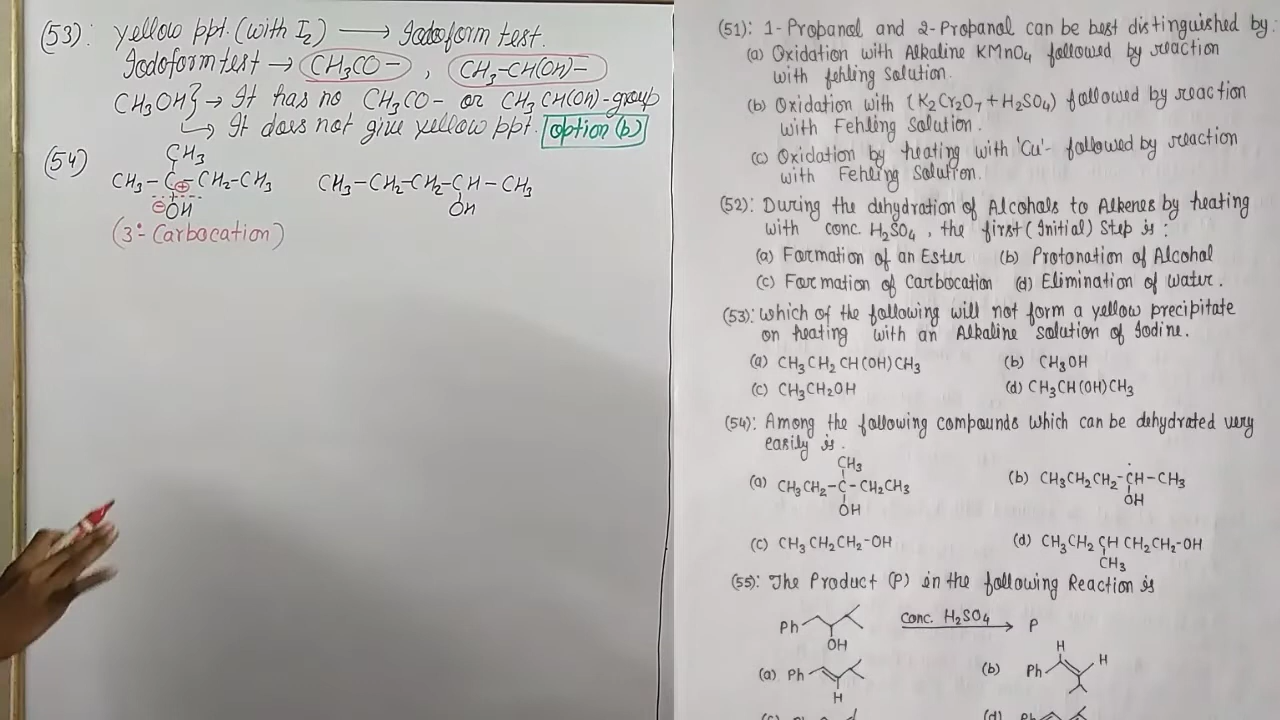 (53): yellow ppt. (with I2) ⟶ Iodoform test.
Iodoform test → CH3CO– , CH3–CH(OH)–
CH3OH} → It has no CH3CO– or CH3CH(OH)–group
↳ It does not give yellow ppt. option (b)
(54) CH3
CH3–C–CH2–CH3 CH3–CH2–CH2–CH–CH3
⊕
⊖ OH OH
(3°- Carbocation)
(51): 1-Propanol and 2-Propanol can be best distinguished by:
(a) Oxidation with Alkaline KMnO4 followed by reaction
with fehling Solution.
(b) Oxidation with (K2Cr2O7 + H2SO4) followed by reaction
with Fehling Solution.
(c) Oxidation by heating with 'Cu'- followed by reaction
with Fehling Solution.
(52): During the dehydration of Alcohals to Alkenes by heating
with conc. H2SO4, the first (Initial) Step is :
(a) Formation of an Ester (b) Protonation of Alcohol
(c) Formation of Carbocation (d) Elimination of water.
(53): Which of the following will not form a yellow precipitate
on heating with an Alkaline solution of Iodine.
(a) CH3CH2CH(OH)CH3 (b) CH3OH
(c) CH3CH2OH (d) CH3CH(OH)CH3
(54): Among the following compounds which can be dehydrated very
easily is.
CH3
(a) CH3CH2–C–CH2CH3 (b) CH3CH2CH2–CH–CH3
OH OH
(c) CH3CH2CH2–OH (d) CH3CH2CHCH2CH2–OH
CH3
(55): The Product (P) in the following Reaction is
Ph OH conc. H2SO4 ⟶ P
(a) Ph H (b) Ph H H
(d) Ph